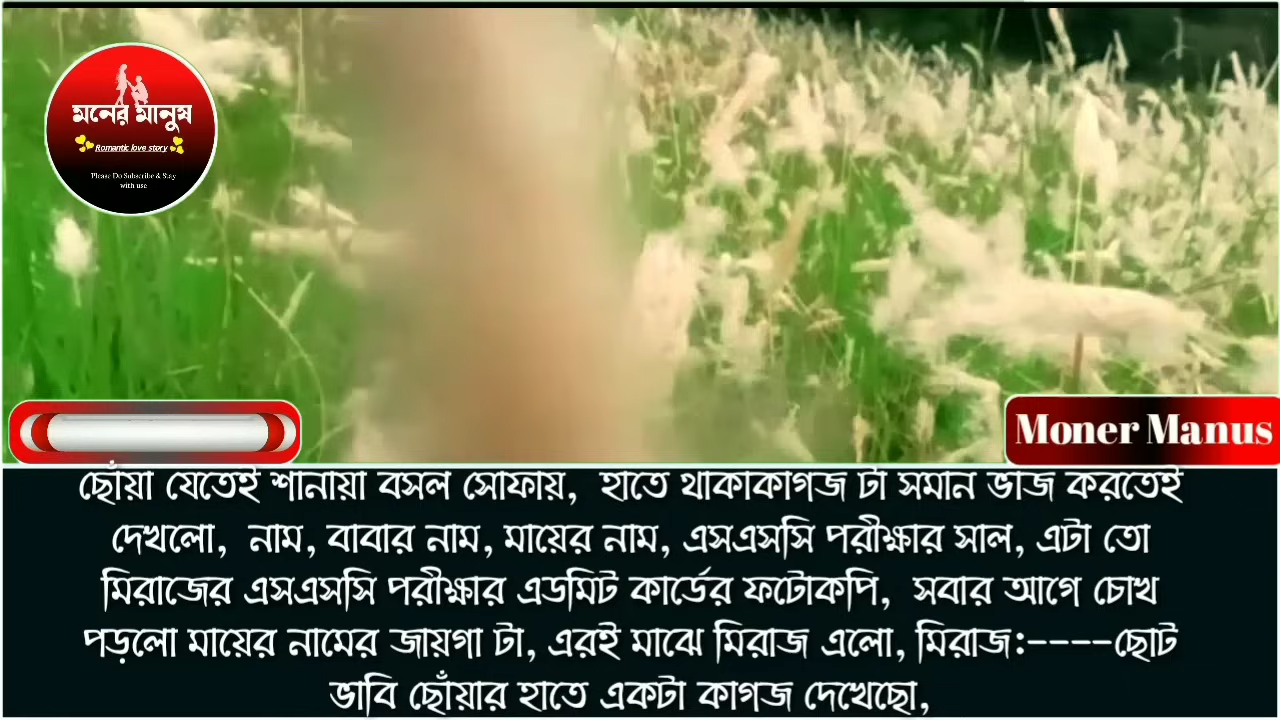 মনের মানুষ
Romantic love story
Please Do Subscribe & Stay
with use
Moner Manus
ছোঁয়া যেতেই শানায়া বসল সোফায়, হাতে থাকাকাগজ টা সমান ভাজ করতেই
দেখলো, নাম, বাবার নাম, মায়ের নাম, এসএসসি পরীক্ষার সাল, এটা তো
মিরাজের এসএসসি পরীক্ষার এডমিট কার্ডের ফটোকপি, সবার আগে চোখ
পড়লো মায়ের নামের জায়গা টা, এরই মাঝে মিরাজ এলো, মিরাজ:----ছোট
ভাবি ছোঁয়ার হাতে একটা কাগজ দেখেছো,